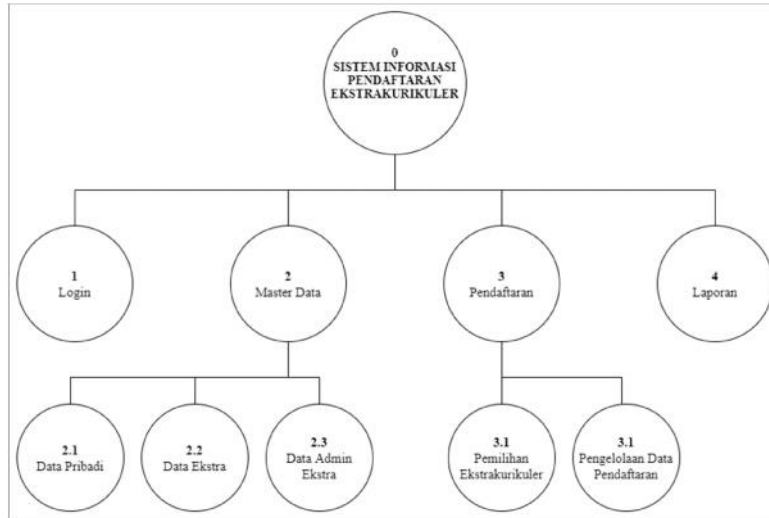 0
SISTEM INFORMASI
PENDAFTARAN
EKSTRAKURIKULER
1
Login
2
Master Data
3
Pendaftaran
4
Laporan
2.1
Data Pribadi
2.2
Data Ekstra
2.3
Data Admin
Ekstra
3.1
Pemilihan
Ekstrakurikuler
3.1
Pengelolaan Data
Pendaftaran